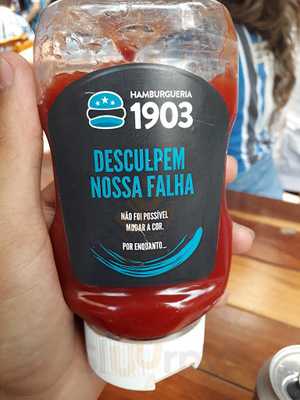 HAMBURGUERIA
1903
DESCULPEM
NOSSA FALHA
NÃO FOI POSSÍVEL
MUDAR A COR.
POR ENQUANTO...